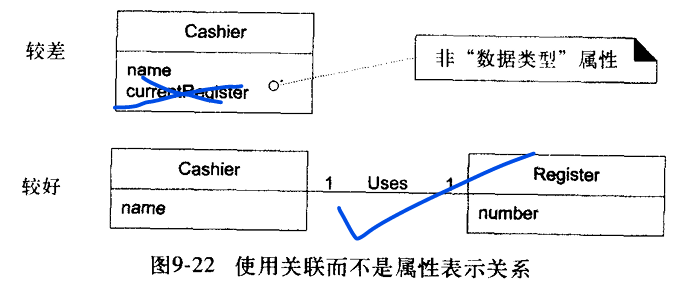 较差
Cashier
name
currentRegister
非“数据类型”属性
较好
Cashier
name
1 Uses 1
Register
number
图9-22 使用关联而不是属性表示关系